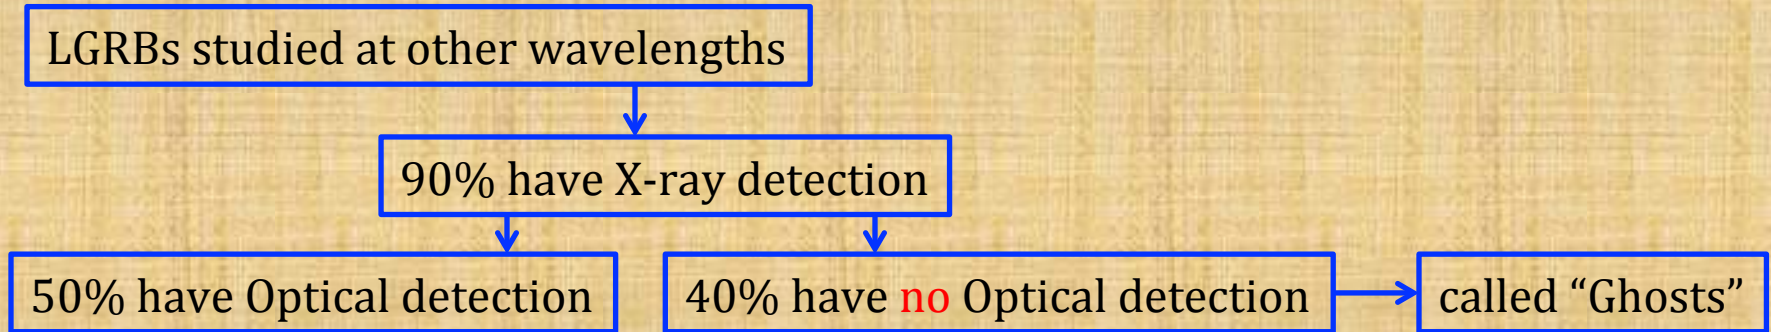 LGRBs studied at other wavelengths
90% have X-ray detection
50% have Optical detection
40% have no Optical detection
called “Ghosts”